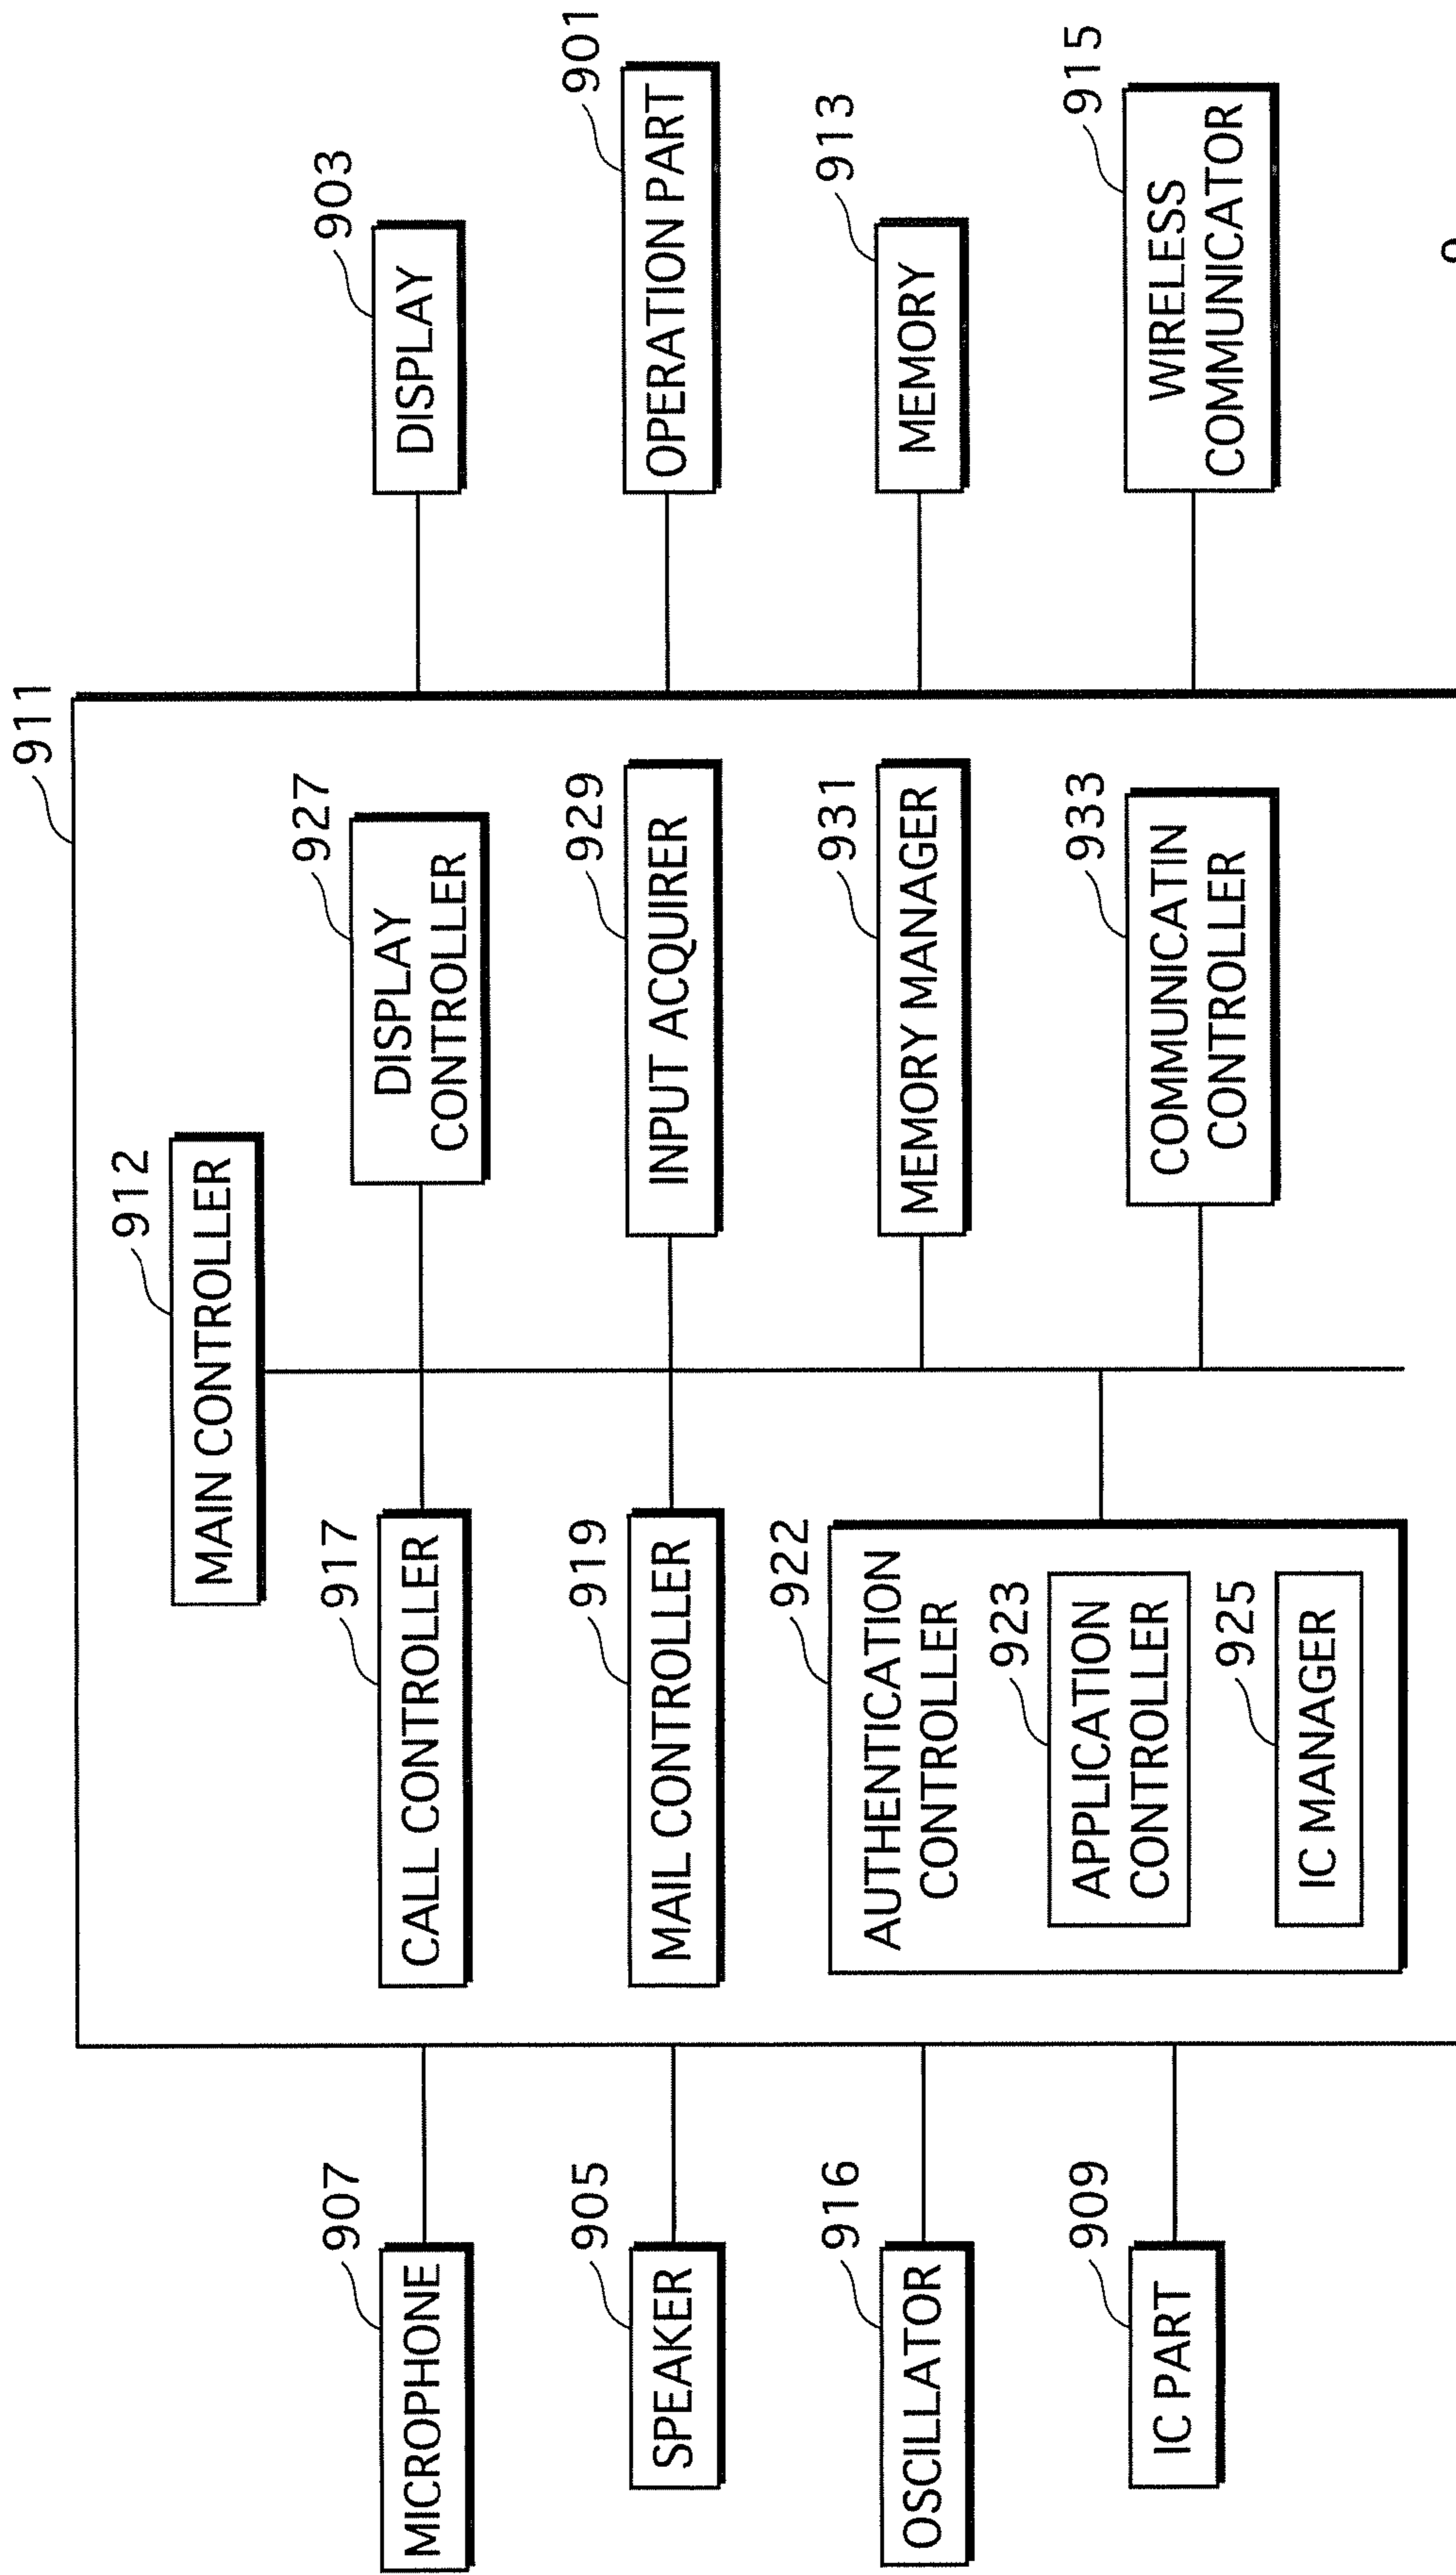 911
912
MAIN CONTROLLER
907
MICROPHONE
917
CALL CONTROLLER
927
DISPLAY
CONTROLLER
903
DISPLAY
905
SPEAKER
919
MAIL CONTROLLER
929
INPUT ACQUIRER
901
OPERATION PART
916
OSCILLATOR
922
AUTHENTICATION
CONTROLLER
931
MEMORY MANAGER
913
MEMORY
923
APPLICATION
CONTROLLER
909
IC PART
925
IC MANAGER
933
COMMUNICATIN
CONTROLLER
915
WIRELESS
COMMUNICATOR